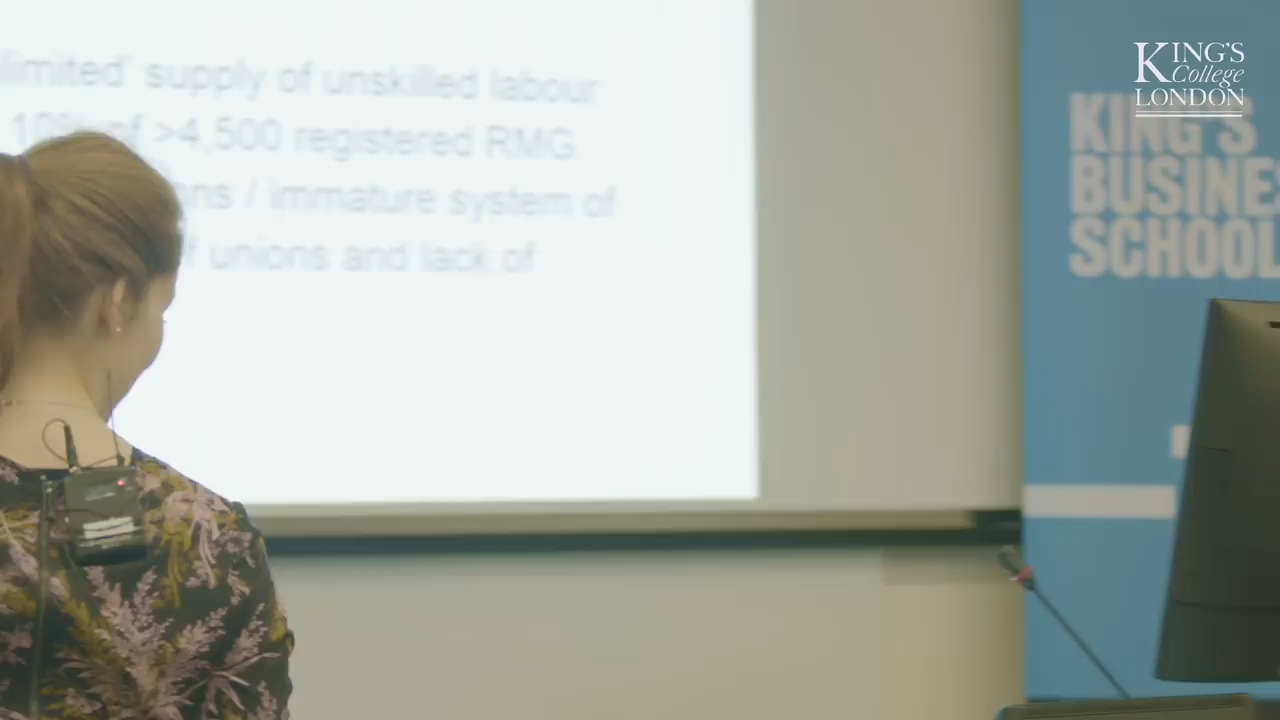 limited' supply of unskilled labour
10% of >4,500 registered RMG
ns / immature system of
f unions and lack of
KING'S
College
LONDON
KING'S
BUSINE
SCHOOL